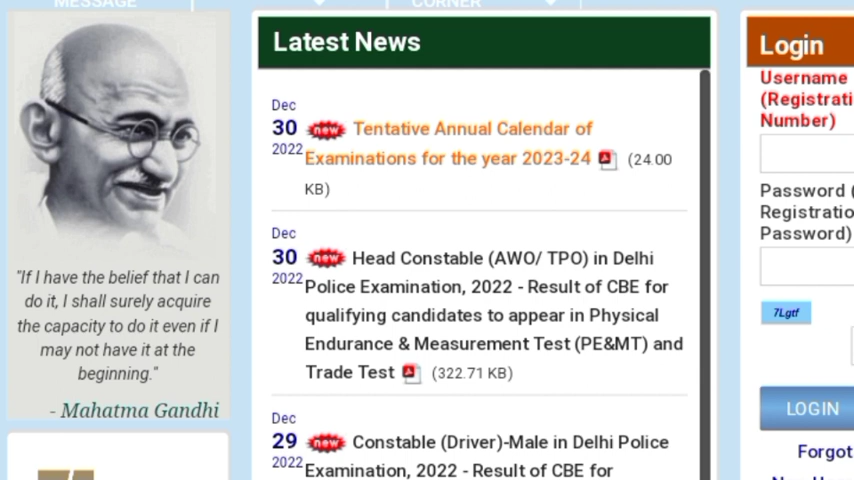 MESSAGE
CORNER
"If I have the belief that I can
do it, I shall surely acquire
the capacity to do it even if I
may not have it at the
beginning."
- Mahatma Gandhi
Latest News
Dec
30
2022
new Tentative Annual Calendar of
Examinations for the year 2023-24 (24.00
KB)
Dec
30
2022
new Head Constable (AWO/ TPO) in Delhi
Police Examination, 2022 - Result of CBE for
qualifying candidates to appear in Physical
Endurance & Measurement Test (PE&MT) and
Trade Test (322.71 KB)
Dec
29
2022
new Constable (Driver)-Male in Delhi Police
Examination, 2022 - Result of CBE for
Login
Username
(Registrati
Number)
Password (
Registratio
Password)
7Lgtf
LOGIN
Forgot